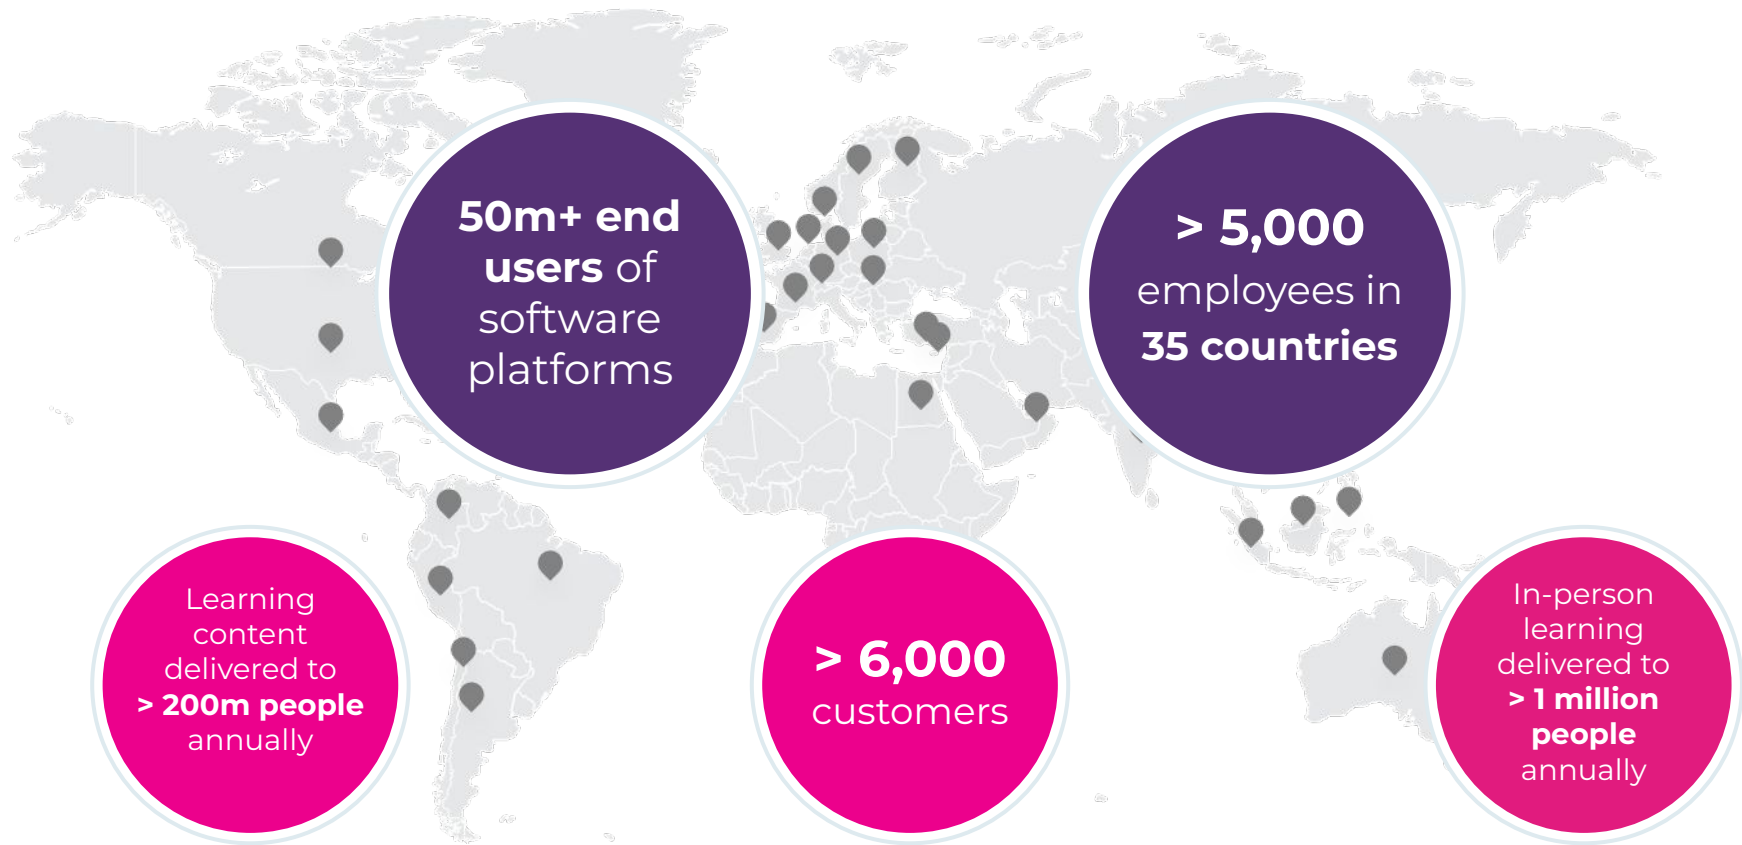 50m+ end
users of
software
platforms
> 5,000
employees in
35 countries
Learning
content
delivered to
> 200m people
annually
> 6,000
customers
In-person
learning
delivered to
> 1 million
people
annually